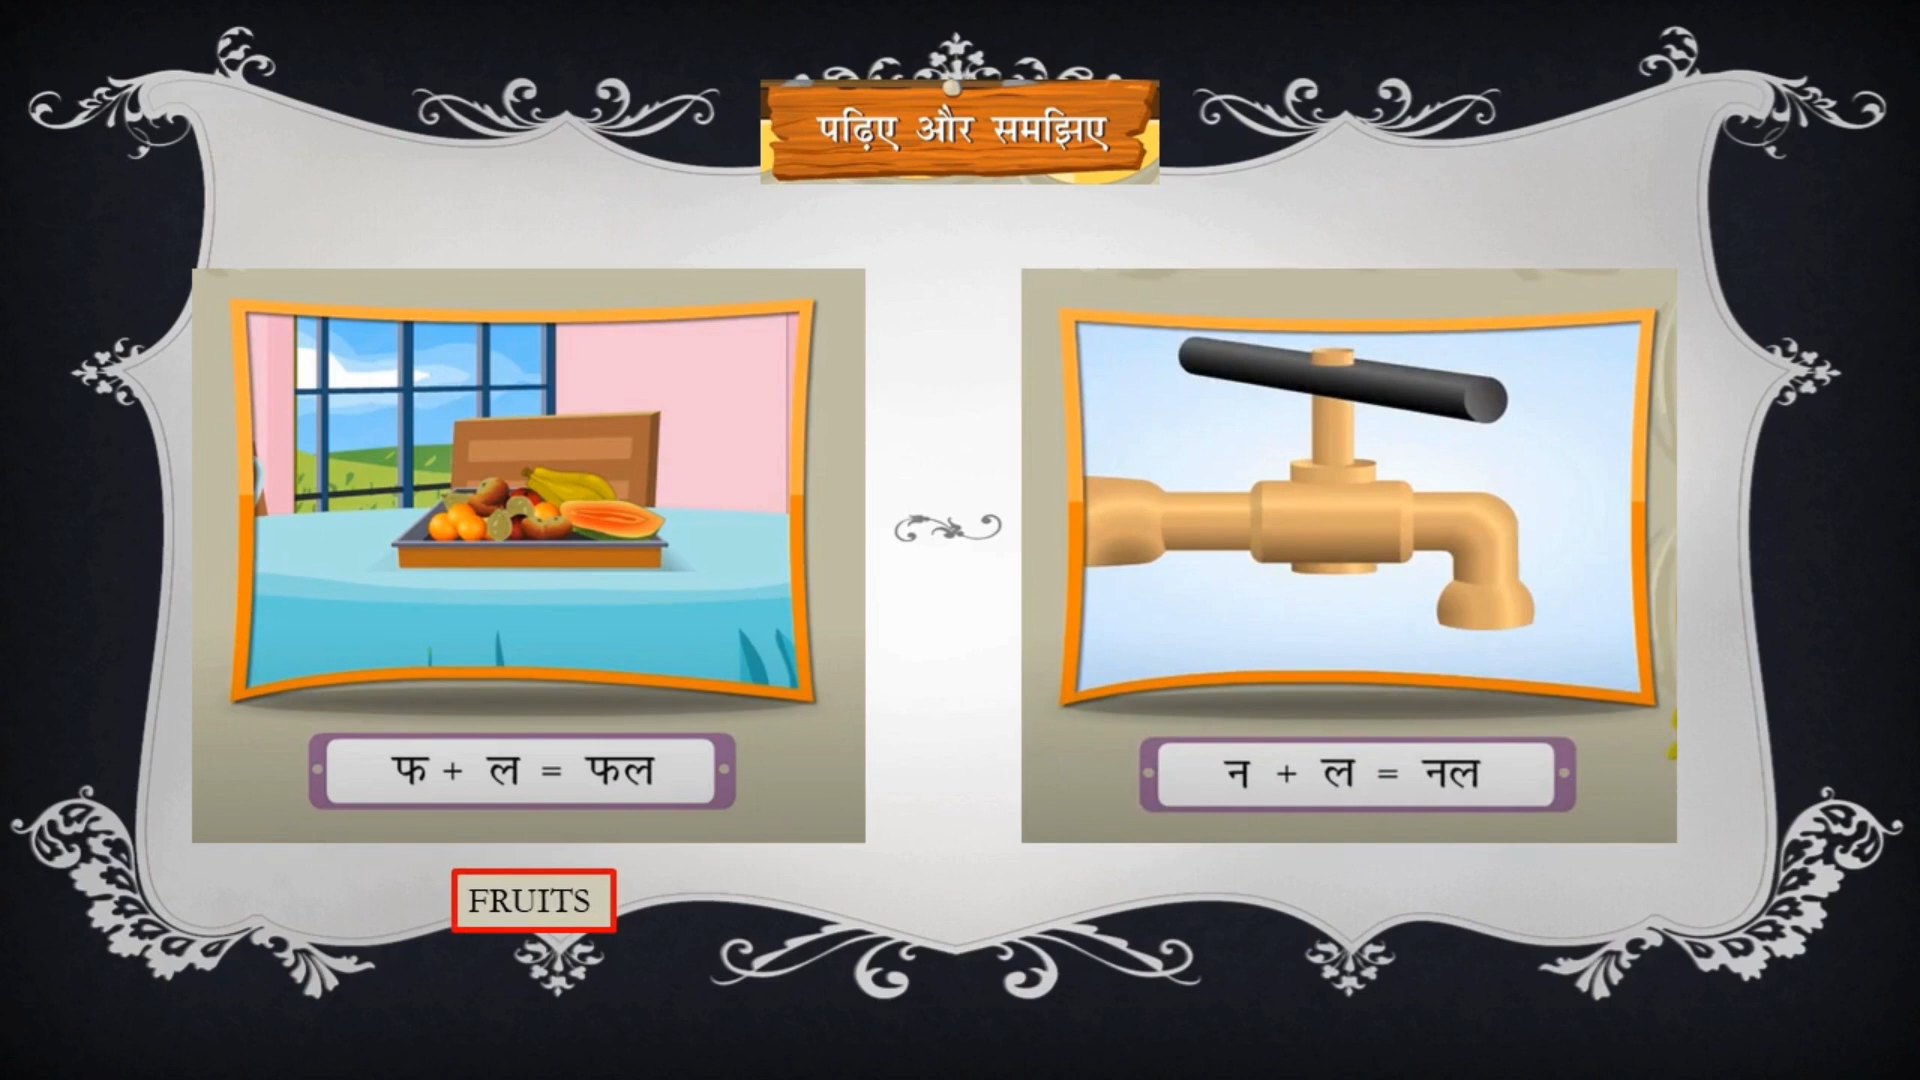 पढ़िए और समझिए
फ + ल = फल
न + ल = नल
FRUITS